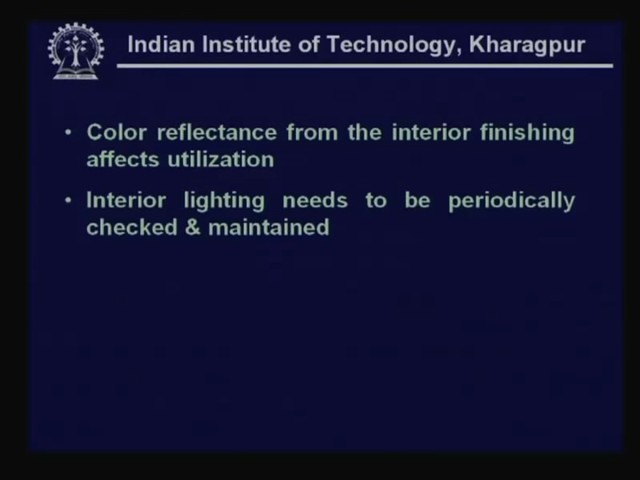 Indian Institute of Technology, Kharagpur
• Color reflectance from the interior finishing
affects utilization
• Interior lighting needs to be periodically
checked & maintained